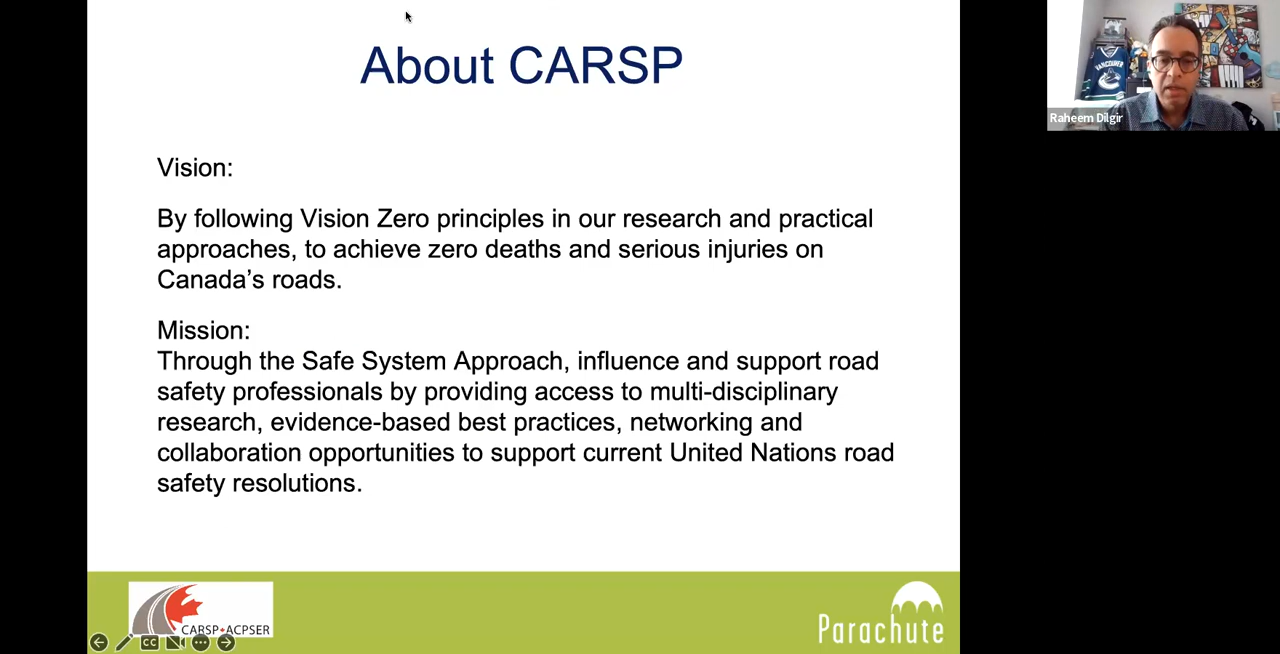 About CARSP
VANCOUVER
Raheem Dilgir
Vision:
By following Vision Zero principles in our research and practical
approaches, to achieve zero deaths and serious injuries on
Canada’s roads.
Mission:
Through the Safe System Approach, influence and support road
safety professionals by providing access to multi-disciplinary
research, evidence-based best practices, networking and
collaboration opportunities to support current United Nations road
safety resolutions.
CARSP+ACPSER
Parachute
CC